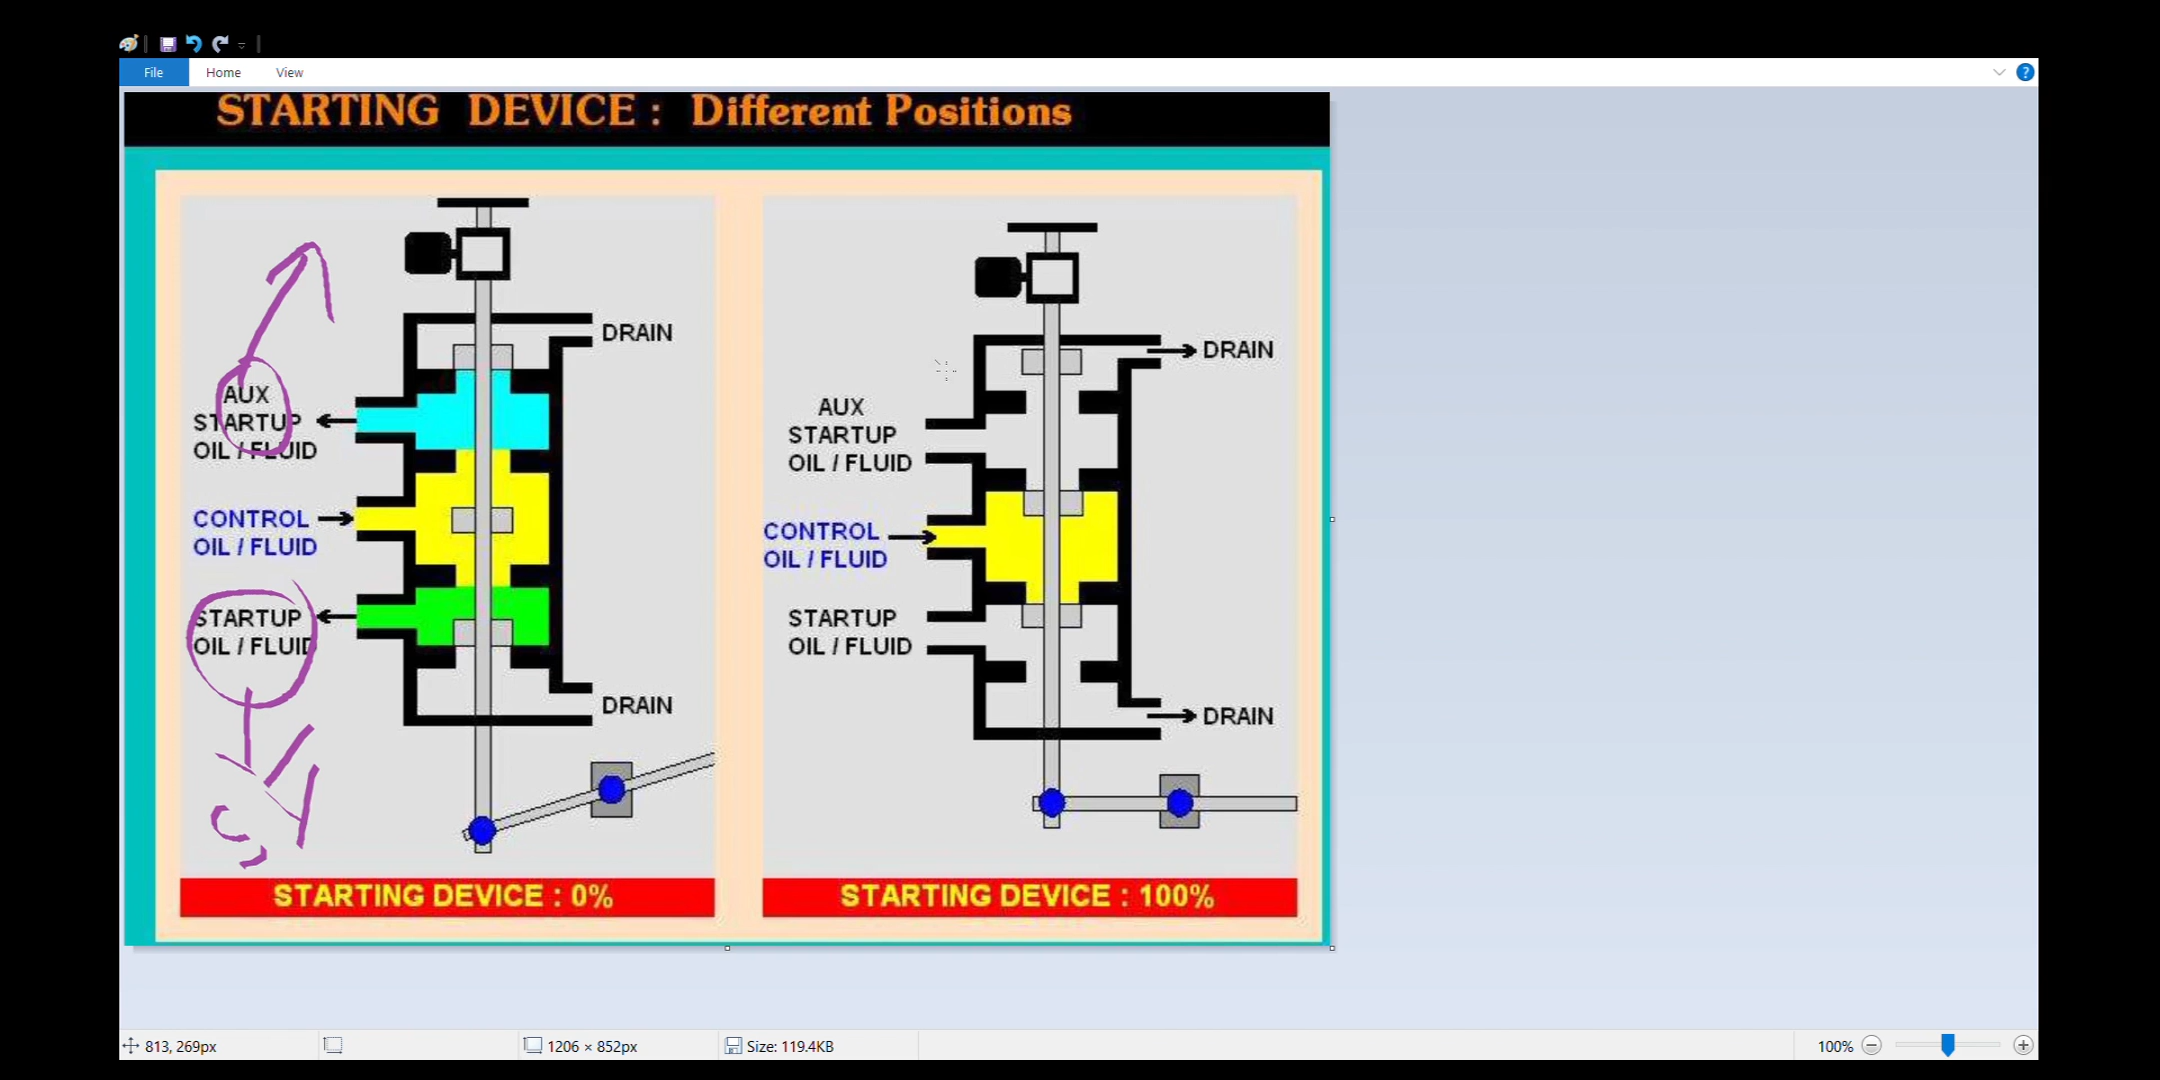 File Home View
STARTING DEVICE : Different Positions
DRAIN
AUX
STARTUP
OIL / FLUID
CONTROL
OIL / FLUID
STARTUP
OIL / FLUID
DRAIN
STARTING DEVICE : 0%
DRAIN
AUX
STARTUP
OIL / FLUID
CONTROL
OIL / FLUID
STARTUP
OIL / FLUID
DRAIN
STARTING DEVICE : 100%
813, 269px 1206 × 852px Size: 119.4KB 100%